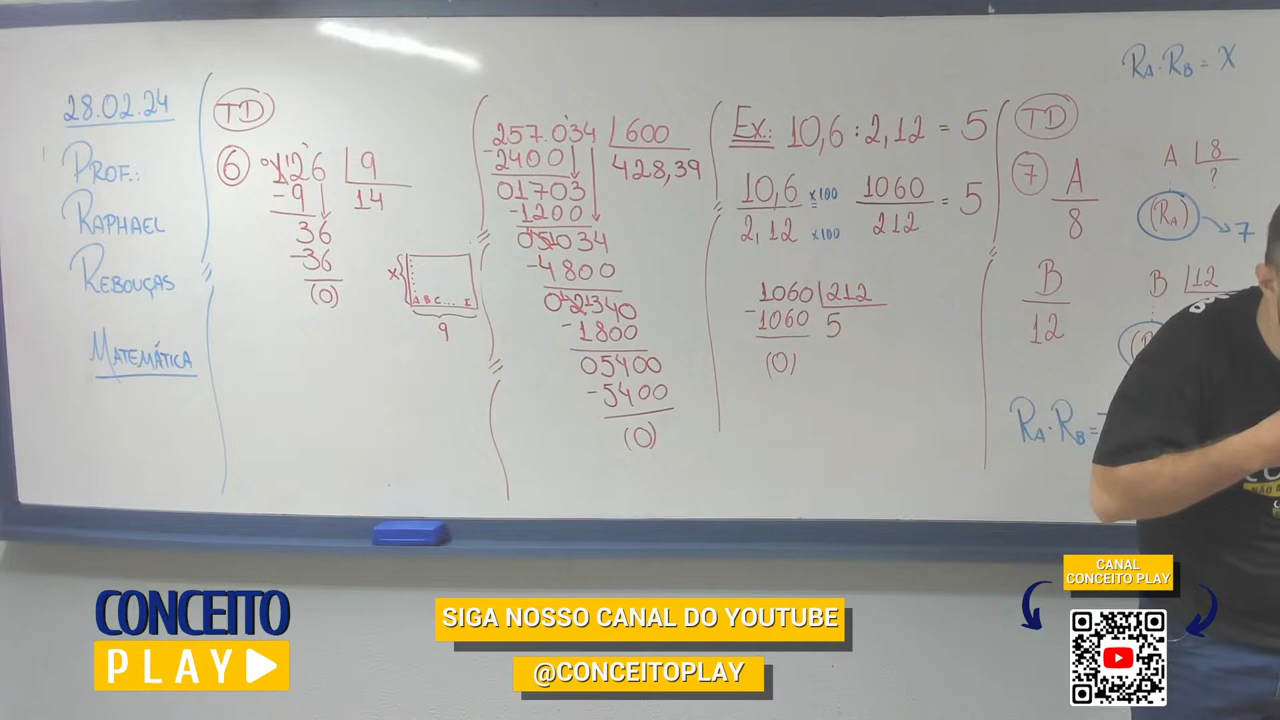 28.02.24
PROF.:
RAPHAEL
REBOUÇAS
MATEMÁTICA
TD
6
126 9
-9 14
36
-36
(0)
X
A B C... I
9
257.034 600
-2400 428,39
01703
-1200
051034
-4800
0
-1800
05400
-5400
(0)
Ex.: 10,6 : 2,12 = 5
10,6 x100 = 1060 = 5
2,12 x100 212
1060 212
-1060 5
(0)
RA.RB = X
TD
7 A
8
A 8
?
(RA) 7
B
12
B 12
RA.RB=
CONCEITO
PLAY
SIGA NOSSO CANAL DO YOUTUBE
@CONCEITOPLAY
CANAL
CONCEITO PLAY